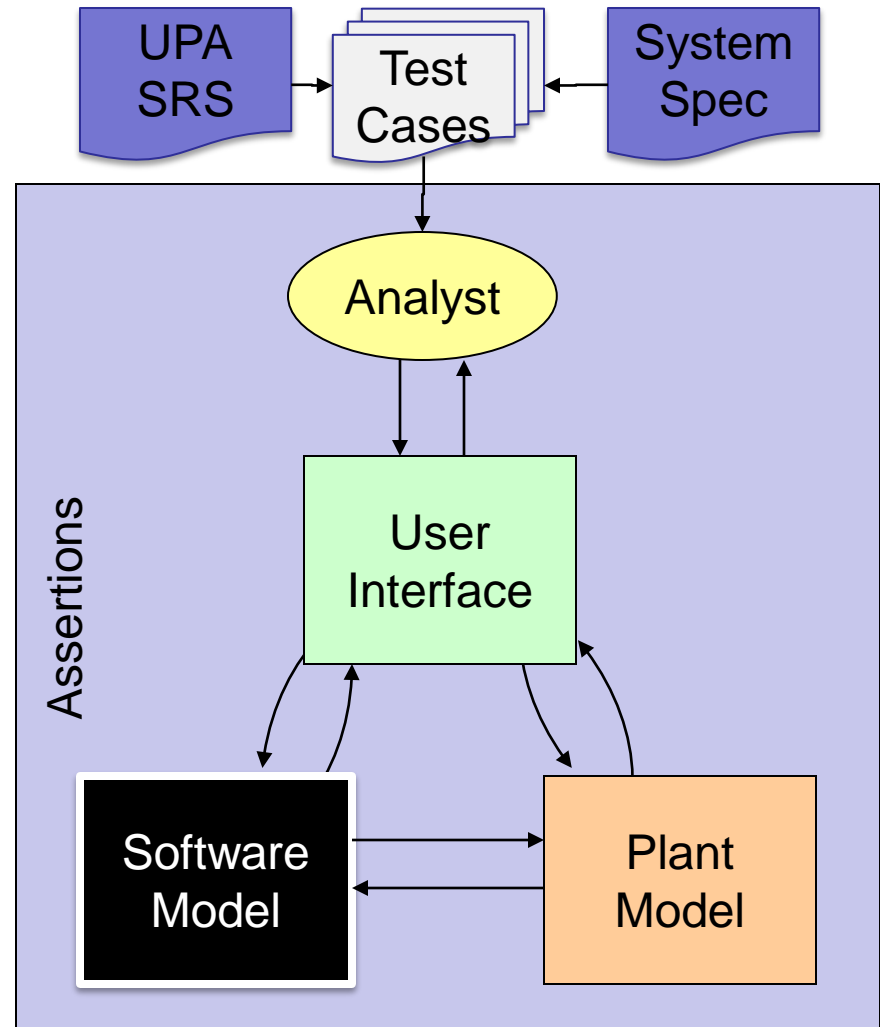 UPA
SRS
Test
Cases
System
Spec
Analyst
User
Interface
Assertions
Software
Model
Plant
Model